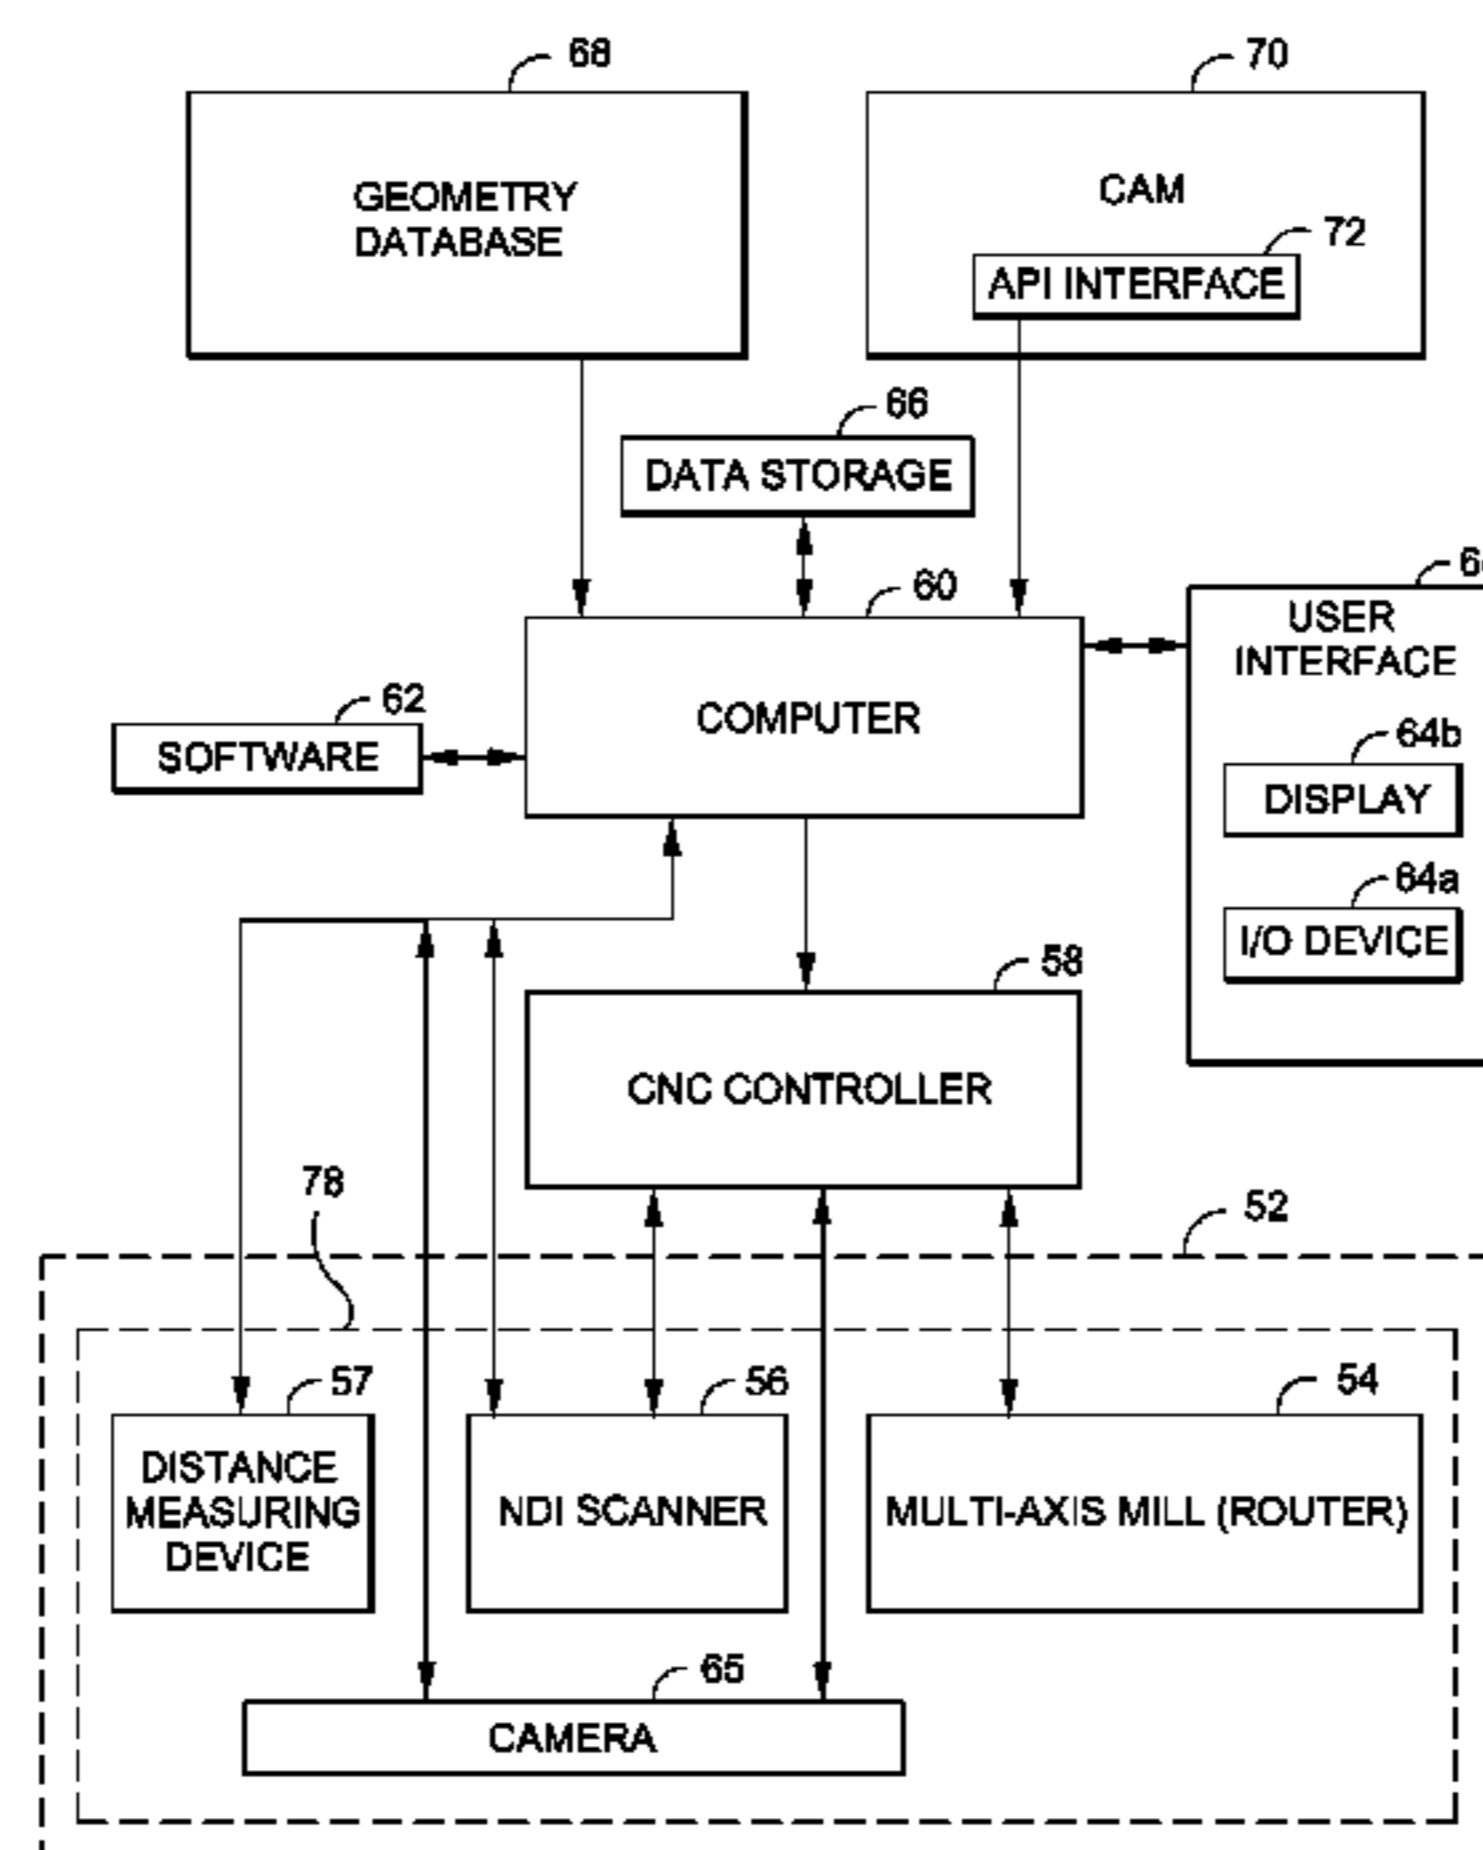 68
70
GEOMETRY
DATABASE
CAM
72
API INTERFACE
66
DATA STORAGE
60
USER
INTERFACE
COMPUTER
62
SOFTWARE
64b
DISPLAY
64a
I/O DEVICE
58
CNC CONTROLLER
78
52
57
56
54
DISTANCE
MEASURING
DEVICE
NDI SCANNER
MULTI-AXIS MILL (ROUTER)
65
CAMERA